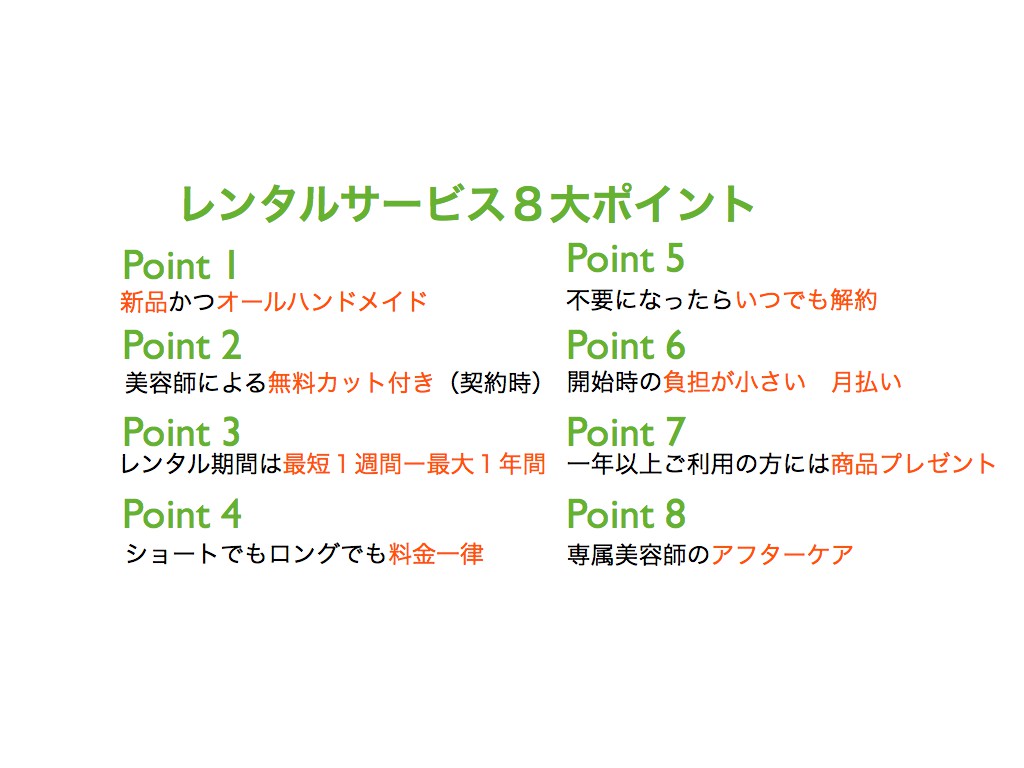 レンタルサービス８大ポイント
Point 1
新品かつオールハンドメイド
Point 2
美容師による無料カット付き（契約時）
Point 3
レンタル期間は最短１週間ー最大１年間
Point 4
ショートでもロングでも料金一律
Point 5
不要になったらいつでも解約
Point 6
開始時の負担が小さい　月払い
Point 7
一年以上ご利用の方には商品プレゼント
Point 8
専属美容師のアフターケア